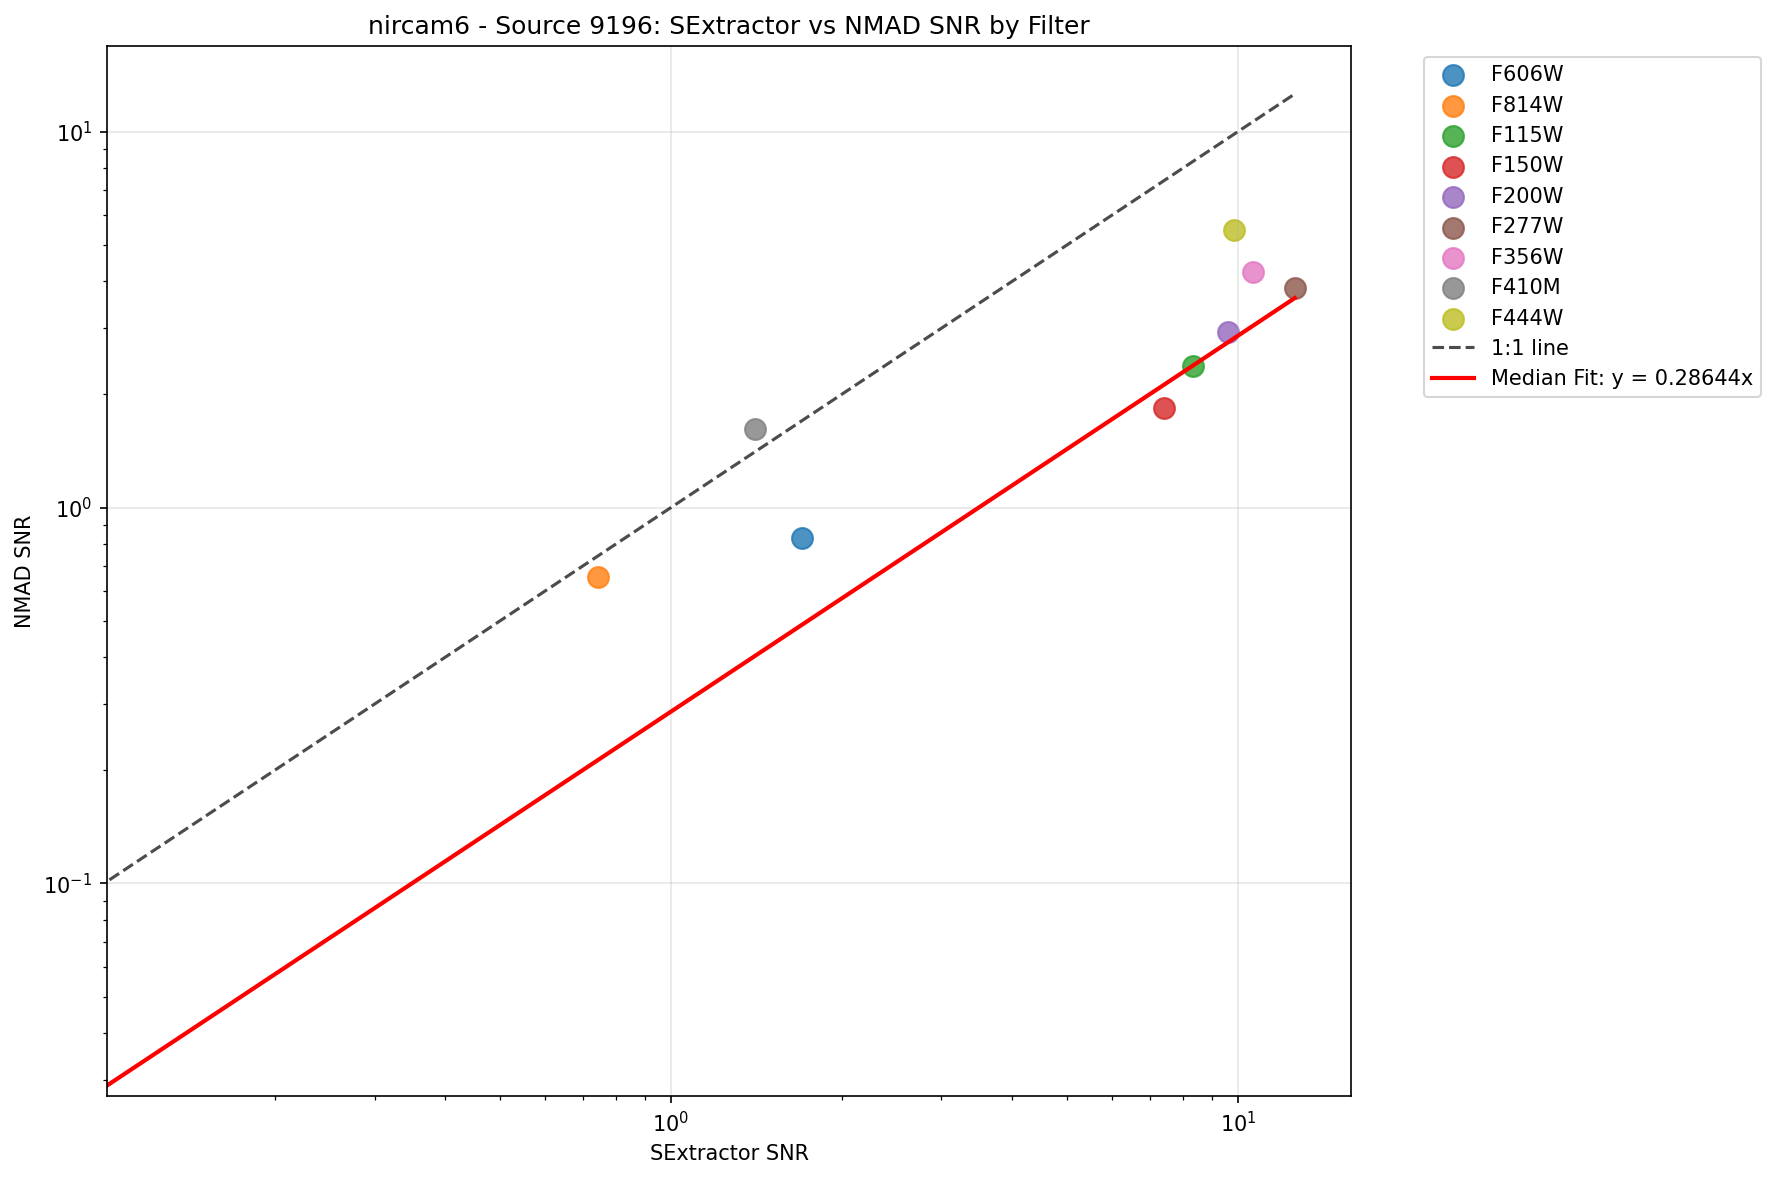 nircam6 - Source 9196: SExtractor vs NMAD SNR by Filter
F606W
F814W
F115W
F150W
F200W
F277W
F356W
F410M
F444W
1:1 line
Median Fit: y = 0.28644x
NMAD SNR
10¹
10⁰
10⁻¹
10⁰
10¹
SExtractor SNR